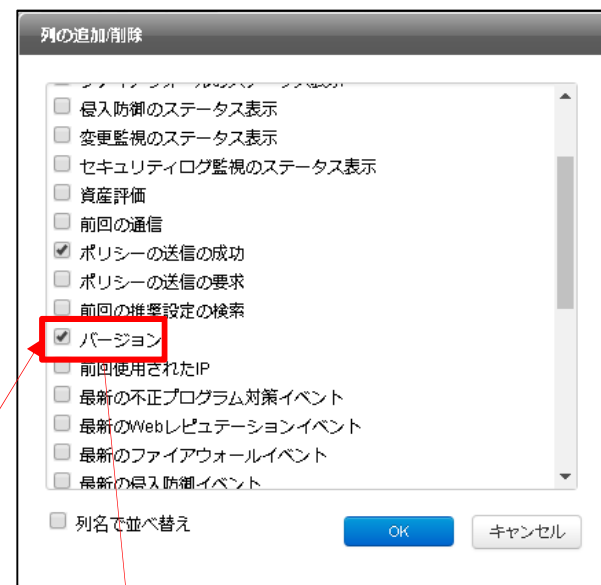 列の追加/削除
侵入防御のステータス表示
変更監視のステータス表示
セキュリティログ監視のステータス表示
資産評価
前回の通信
ポリシーの送信の成功
ポリシーの送信の要求
前回の推奨設定の検索
バージョン
前回使用されたIP
最新の不正プログラム対策イベント
最新のWebレピュテーションイベント
最新のファイアウォールイベント
最新の侵入防御イベント
列名で並べ替え
OK
キャンセル